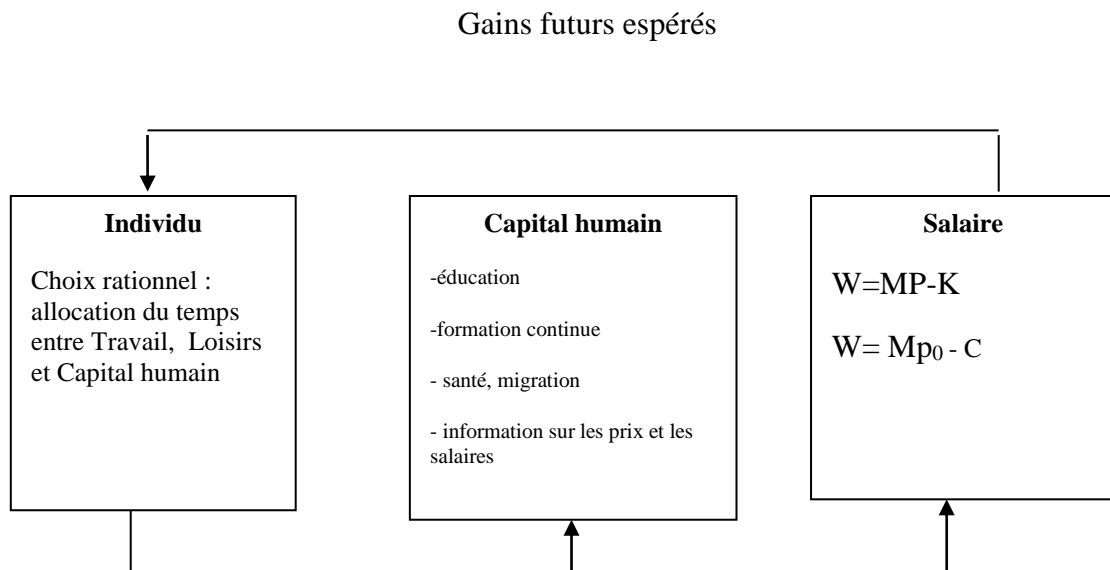 Gains futurs espérés
Individu
Choix rationnel :
allocation du temps
entre Travail,  Loisirs
et Capital humain
Capital humain
-éducation
-formation continue
- santé, migration
- information sur les prix et les
salaires
Salaire
W=MP-K
W= Mp₀ - C